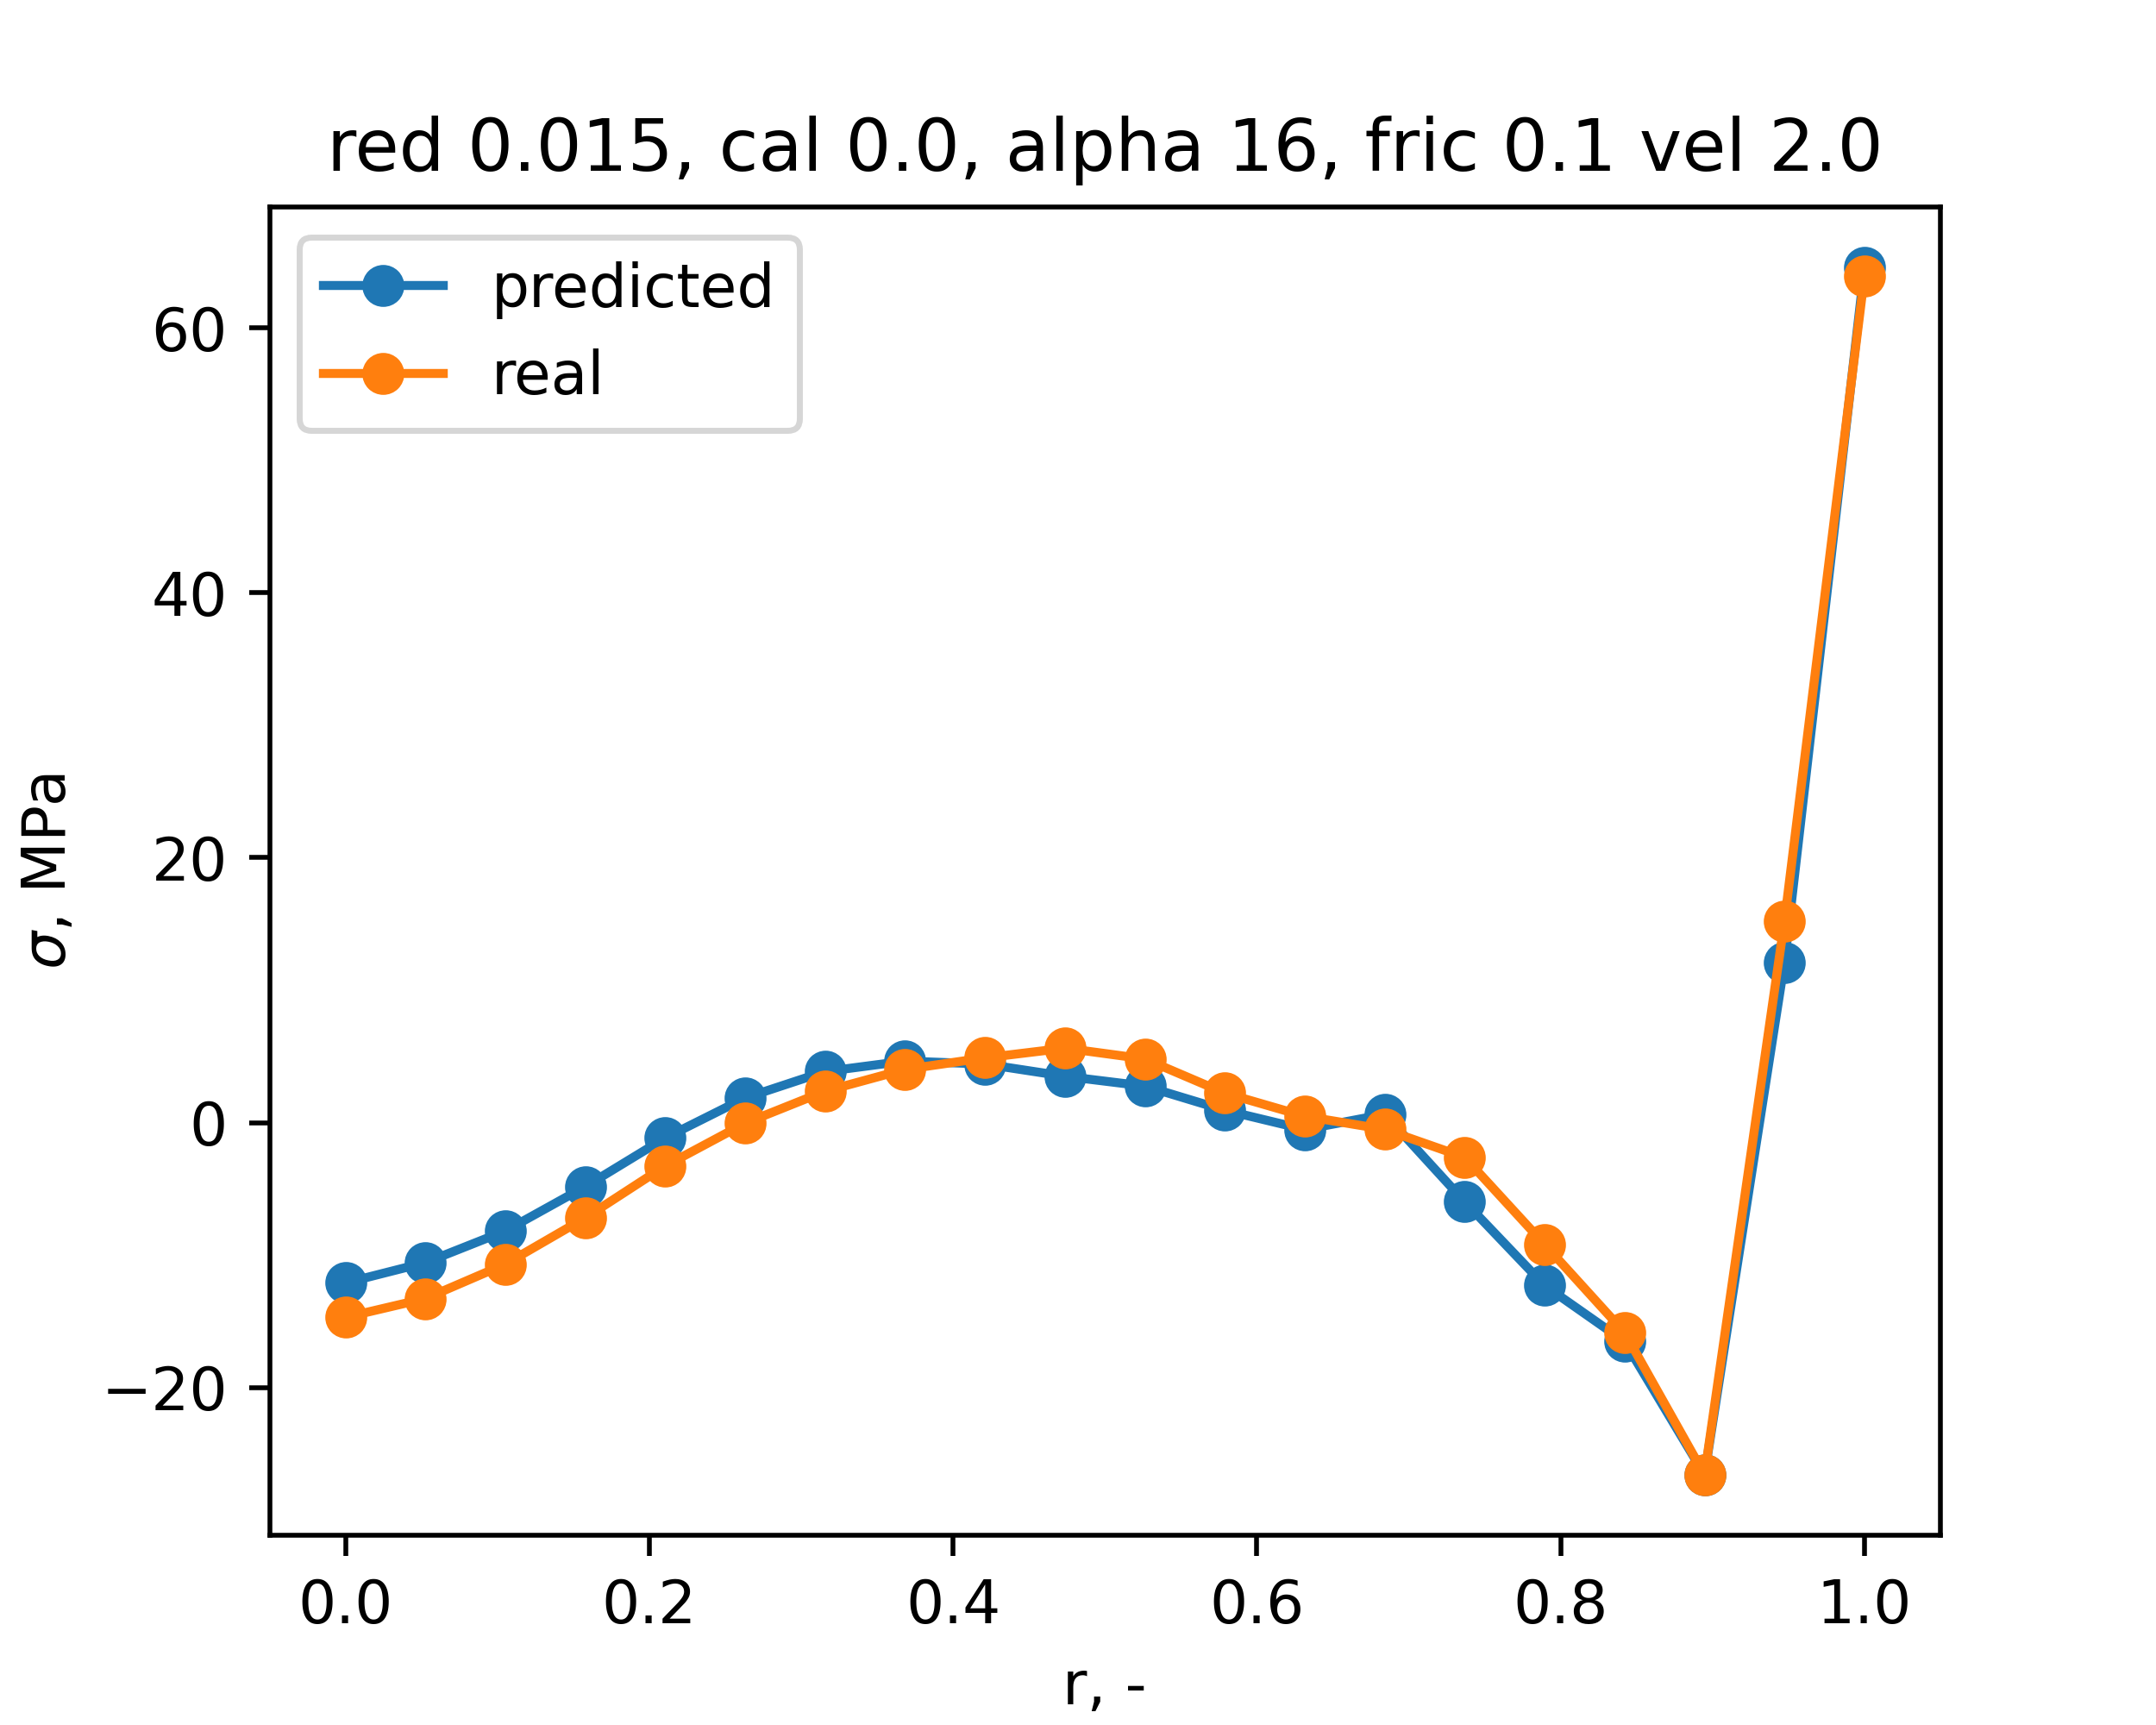 red 0.015, cal 0.0, alpha 16, fric 0.1 vel 2.0
predicted
real
60
40
20
0
−20
σ, MPa
0.0 0.2 0.4 0.6 0.8 1.0
r, -